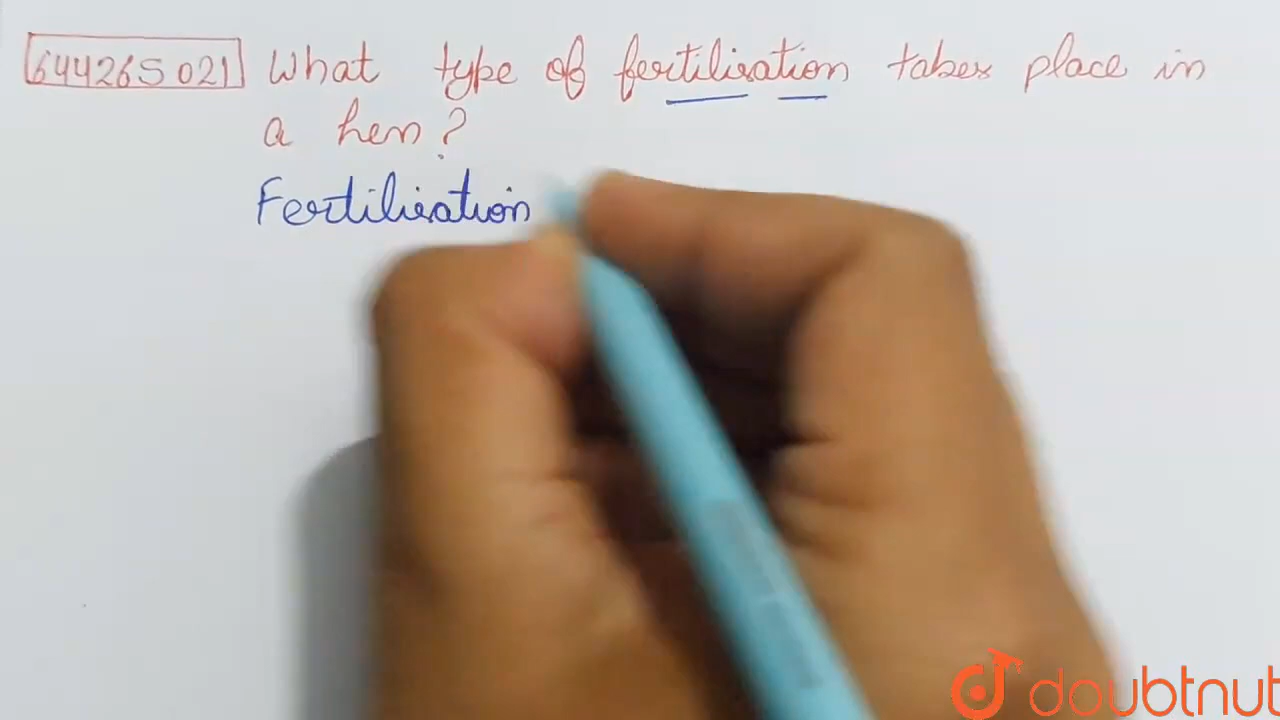 644265021 What type of fertilisation takes place in
a hen?
Fertilisation
doubtnut